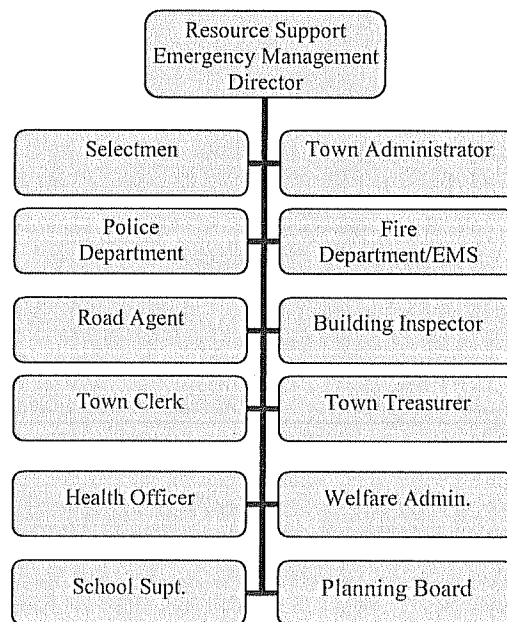 Resource Support
Emergency Management
Director
Selectmen
Town Administrator
Police
Department
Fire
Department/EMS
Road Agent
Building Inspector
Town Clerk
Town Treasurer
Health Officer
Welfare Admin.
School Supt.
Planning Board